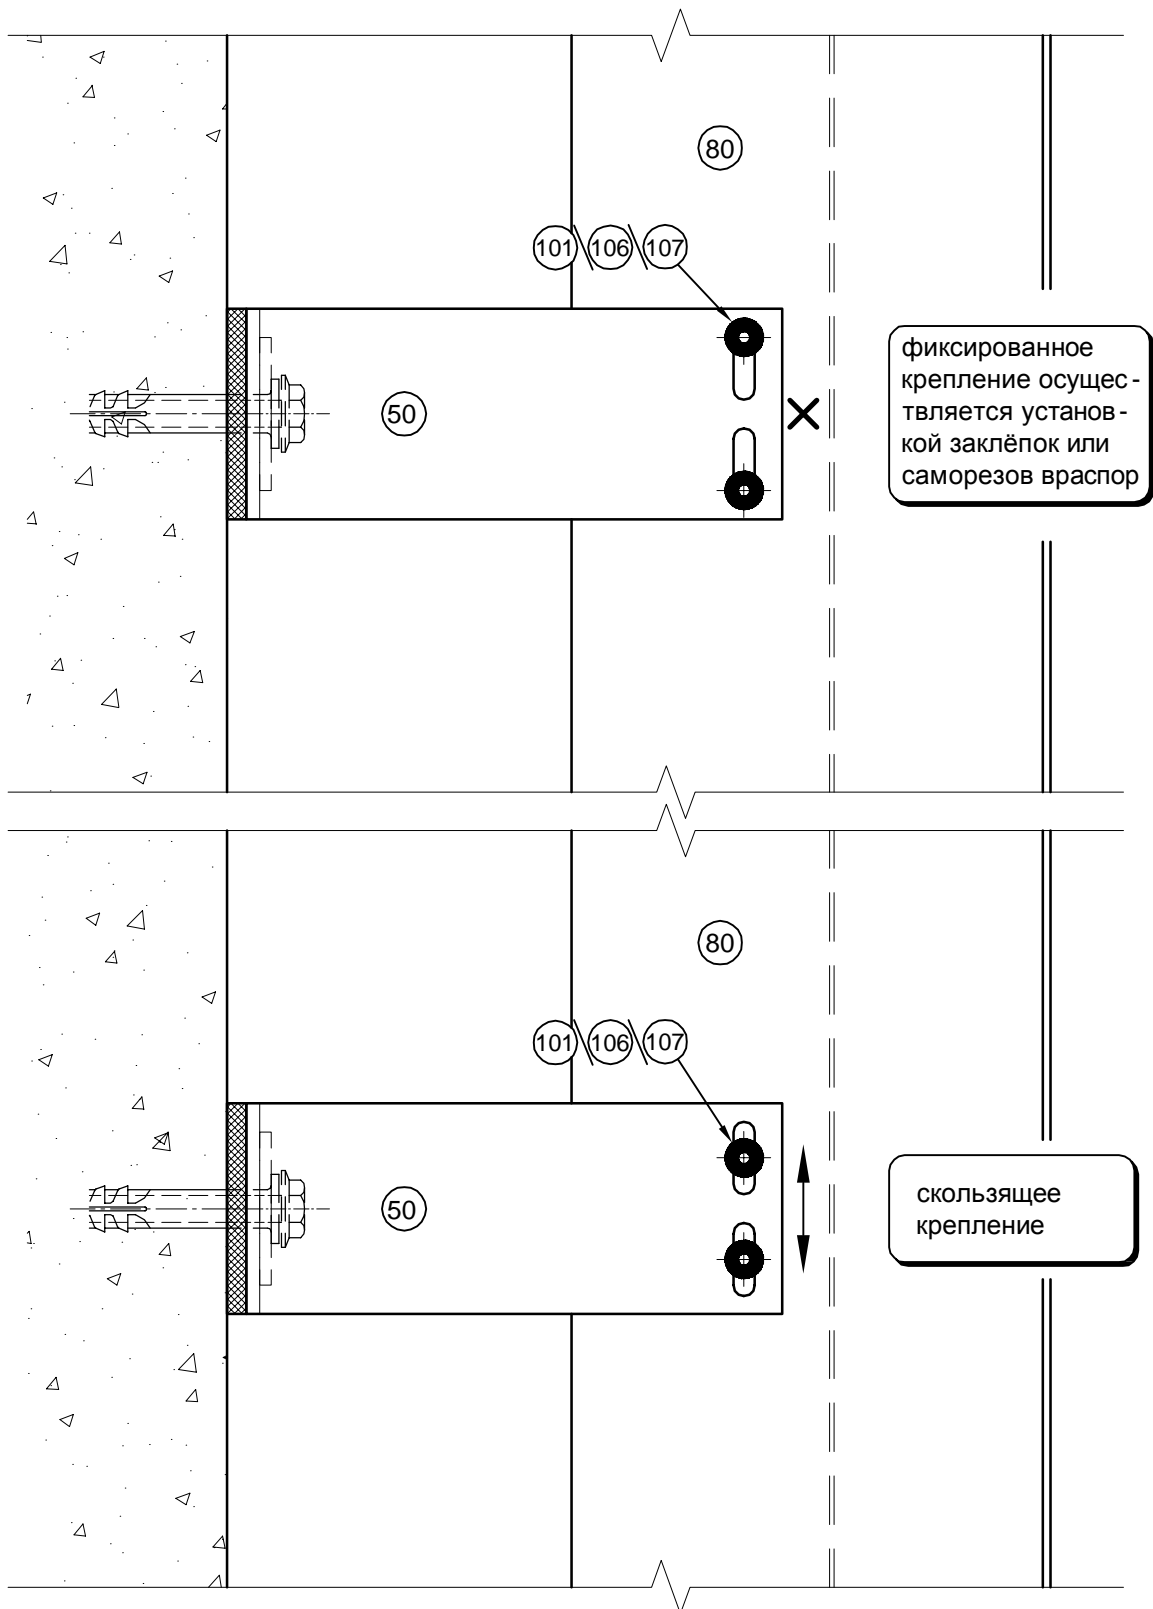 80
101\106\107
фиксированное
крепление осущес-
твляется установ-
кой заклёпок или
саморезов враспор
50
80
101\106\107
скользящее
крепление
50